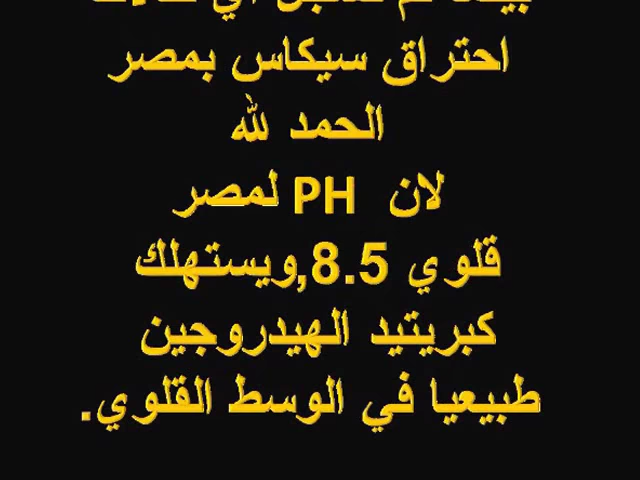 احتراق سيكاس بمصر
الحمد لله
لان PH لمصر
قلوي 8.5,ويستهلك
كبريتيد الهيدروجين
طبيعيا في الوسط القلوي.